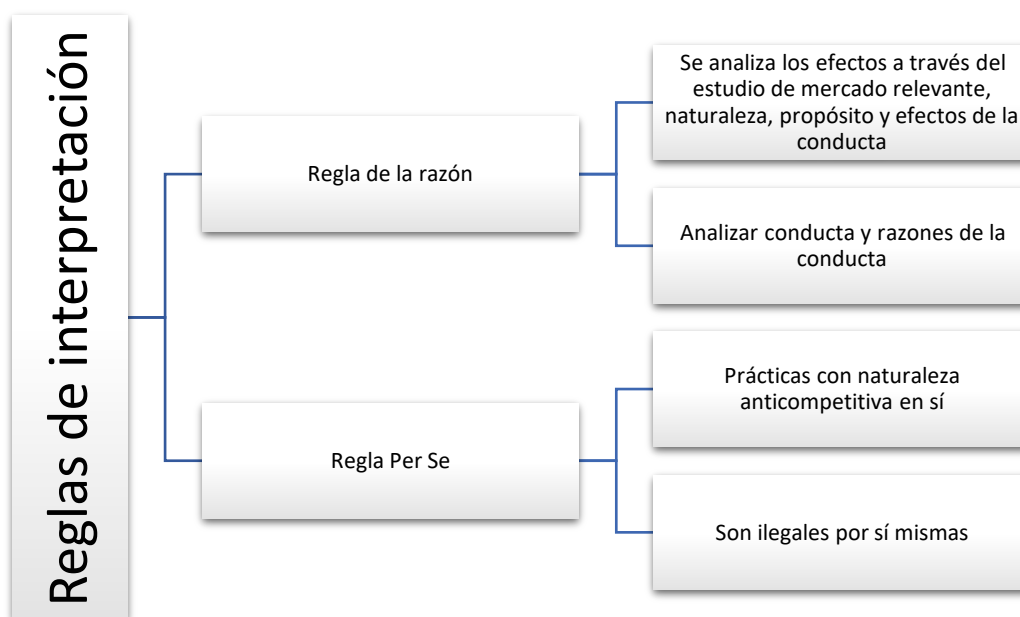 Reglas de interpretación
Regla de la razón
Se analiza los efectos a través del
estudio de mercado relevante,
naturaleza, propósito y efectos de la
conducta
Analizar conducta y razones de la
conducta
Regla Per Se
Prácticas con naturaleza
anticompetitiva en sí
Son ilegales por sí mismas